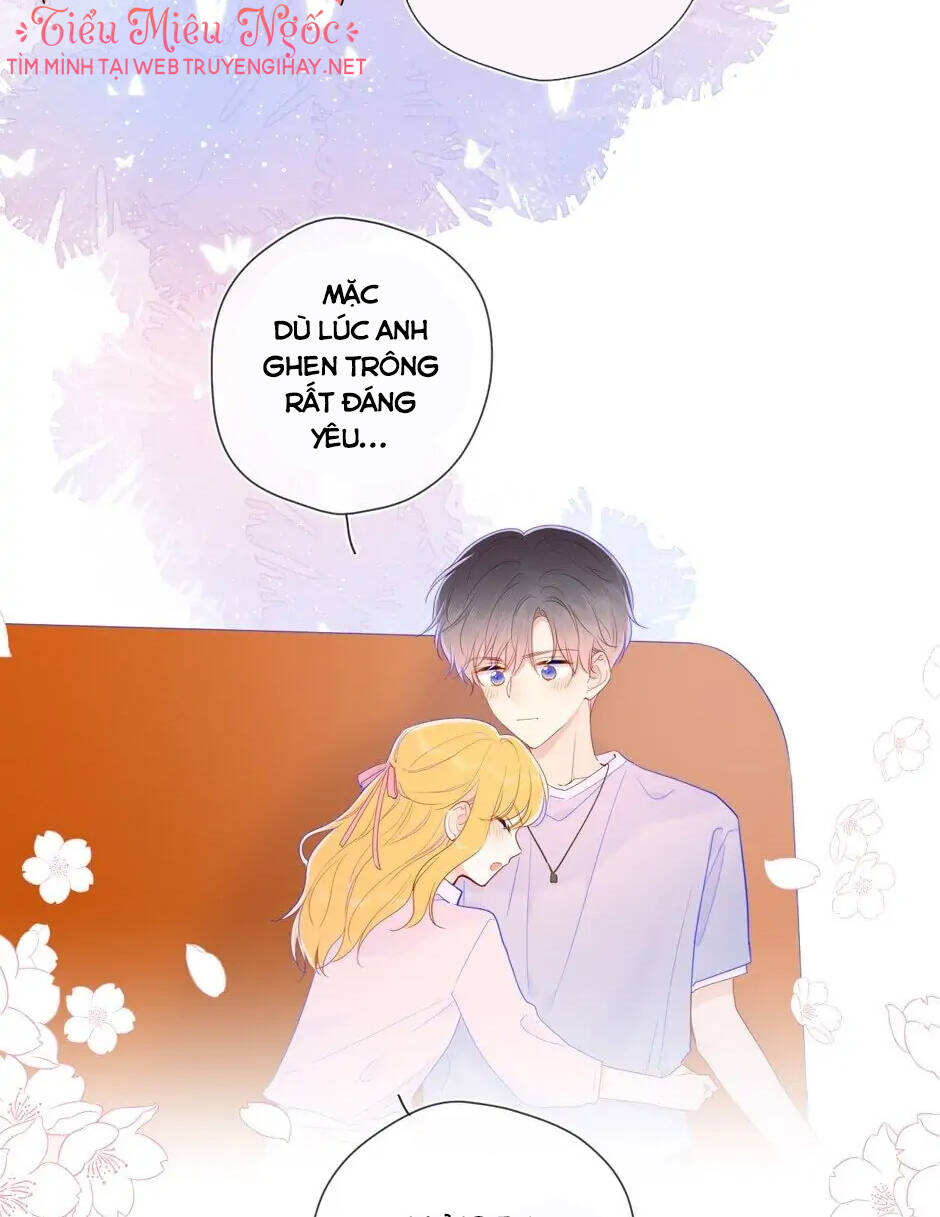 Tiểu Miêu Ngốc
TÌM MÌNH TẠI WEB TRUYENGIHAY.NET
MẶC
DÙ LÚC ANH
GHEN TRÔNG
RẤT ĐÁNG
YÊU...